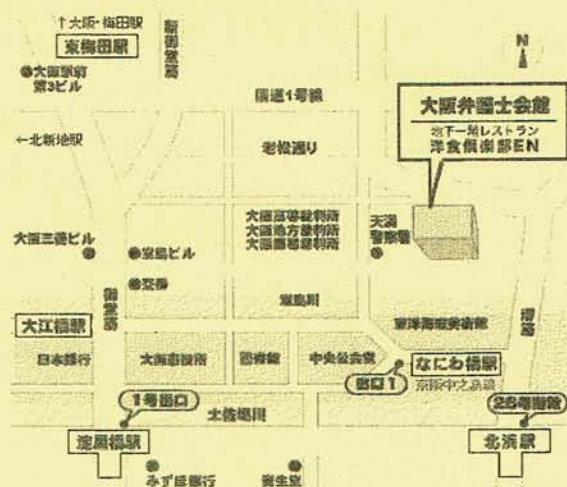 ↑大阪・梅田駅
東梅田駅
新御堂筋
N
大阪駅前
第3ビル
国道1号線
大阪弁護士会館
地下一階レストラン
洋食倶楽部EN
←北新地駅
老松通り
大阪高等裁判所
大阪地方裁判所
大阪簡易裁判所
天満
警察署
大阪三菱ビル
堂島ビル
御堂筋
堂島川
大江橋駅
東洋陶磁美術館
堺筋
日本銀行
大阪市役所
図書館
中央公会堂
なにわ橋駅
出口1
京阪中之島線
1号出口
土佐堀川
26号階段
淀屋橋駅
北浜駅
みずほ銀行
資生堂